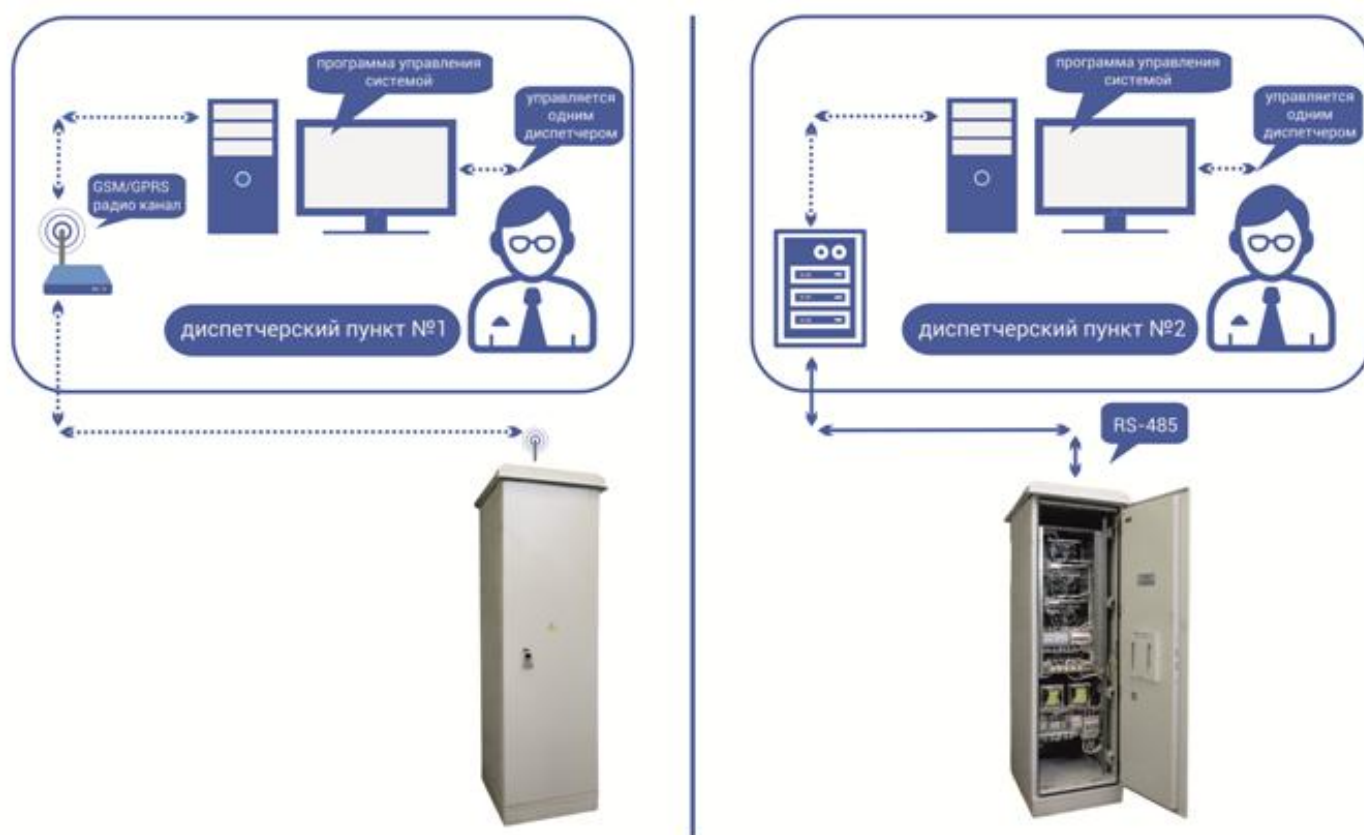 программа управления
системой
управляется
одним
диспетчером
GSM/GPRS
радио канал
диспетчерский пункт №1
программа управления
системой
управляется
одним
диспетчером
диспетчерский пункт №2
RS-485